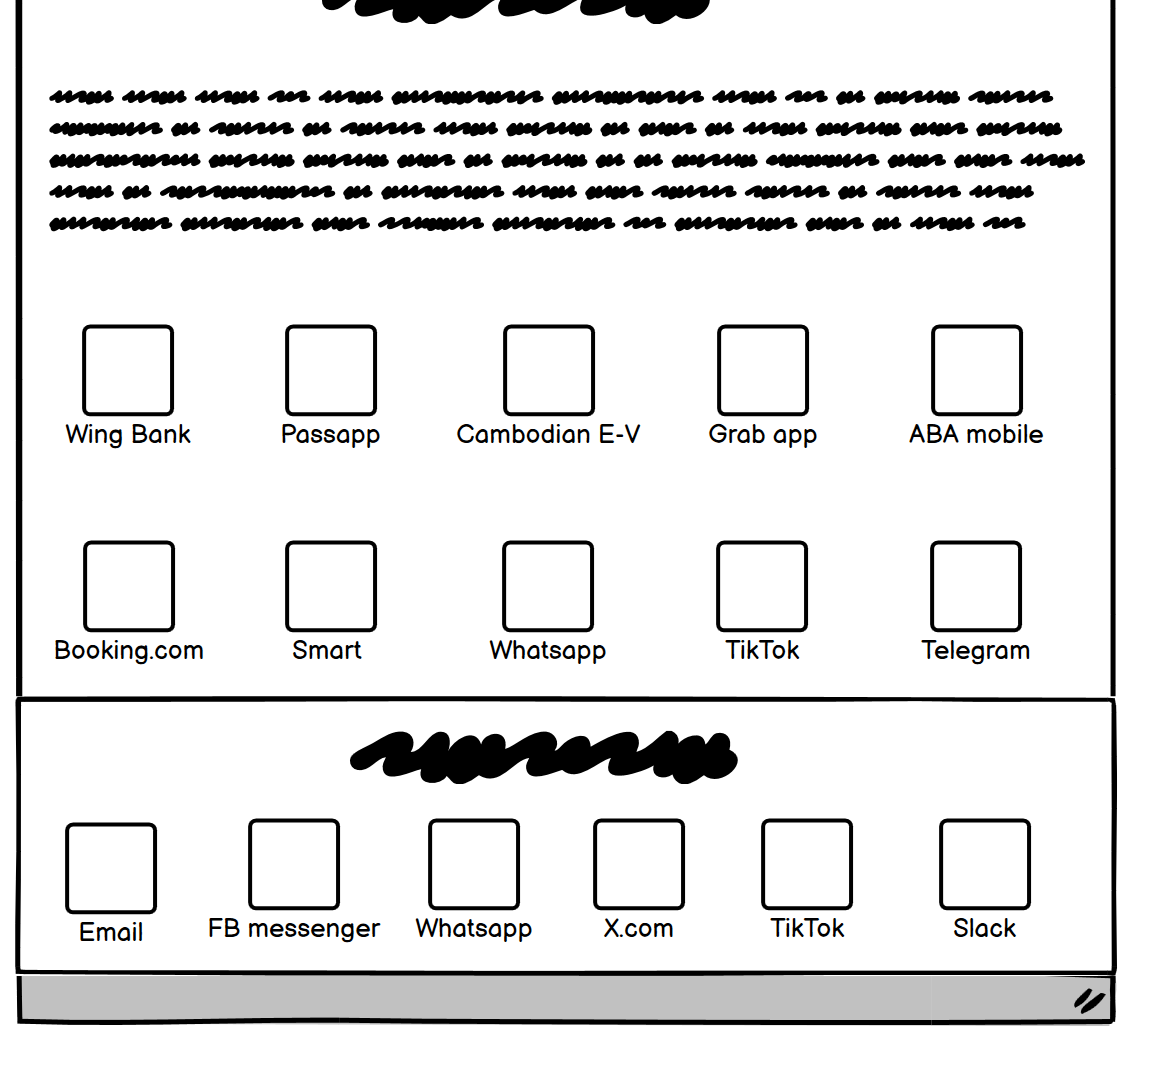 Wing Bank Passapp Cambodian E-V Grab app ABA mobile
Booking.com Smart Whatsapp TikTok Telegram
Email FB messenger Whatsapp X.com TikTok Slack